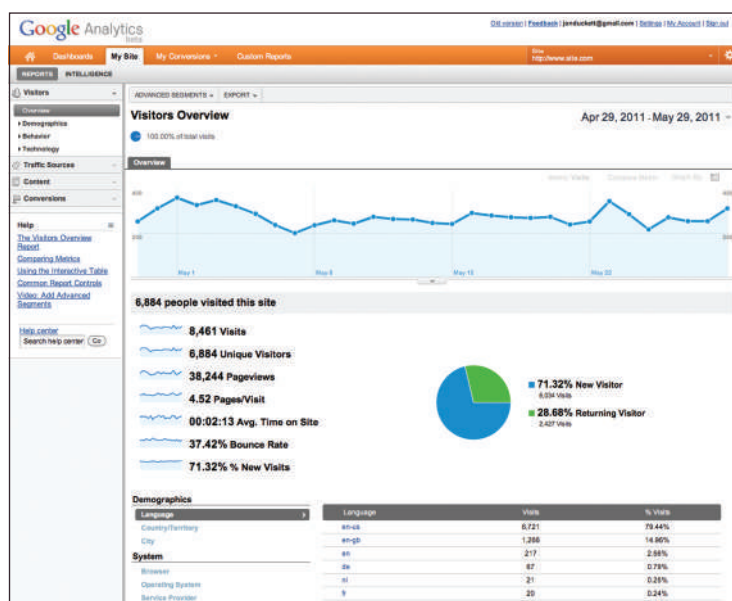 Google Analytics
Beta
Old version | Feedback | janduckett@gmail.com | Settings | My Account | Sign out
Dashboards
My Site
My Conversions
Custom Reports
Site
http://www.site.com
REPORTS
INTELLIGENCE
Visitors
Overview
Demographics
Behavior
Technology
Traffic Sources
Content
Conversions
Help
The Visitors Overview
Report
Comparing Metrics
Using the Interactive Table
Common Report Controls
Video: Add Advanced
Segments
Help center
Search help center
Go
ADVANCED SEGMENTS
EXPORT
Visitors Overview
Apr 29, 2011 - May 29, 2011
100.00% of total visits
Overview
May 1
May 8
May 15
May 22
6,884 people visited this site
8,461 Visits
6,884 Unique Visitors
38,244 Pageviews
4.52 Pages/Visit
00:02:13 Avg. Time on Site
37.42% Bounce Rate
71.32% % New Visits
71.32% New Visitor
6,034 Visits
28.68% Returning Visitor
2,427 Visits
Demographics
Language
Country/Territory
City
System
Browser
Operating System
Service Provider
Language Visits % Visits
en-us 6,721 79.44%
en-gb 1,266 14.96%
en 217 2.56%
de 67 0.79%
nl 21 0.25%
fr 20 0.24%